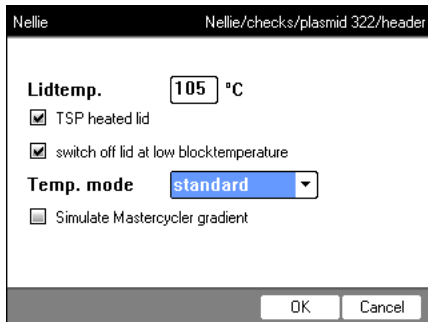 Nellie Nellie/checks/plasmid 322/header
Lidtemp. 105 °C
TSP heated lid
switch off lid at low blocktemperature
Temp. mode standard
Simulate Mastercycler gradient
OK Cancel